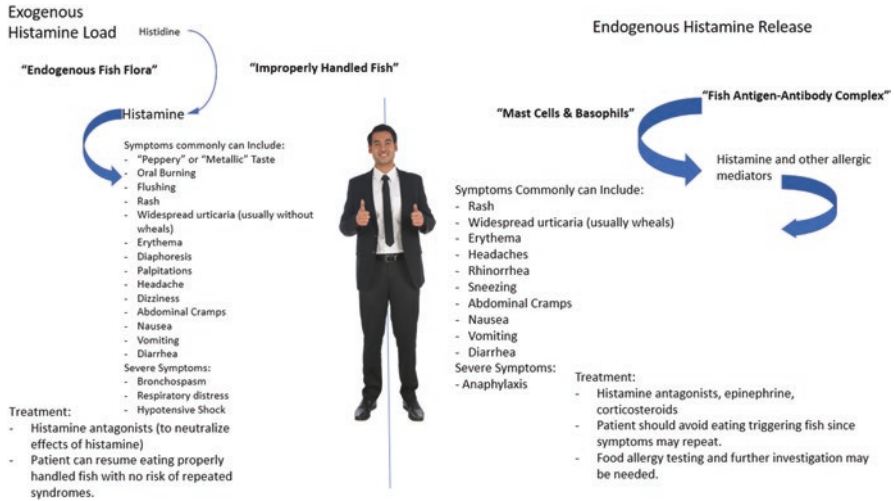 Exogenous
Histamine Load
Histidine
"Endogenous Fish Flora"
"Improperly Handled Fish"
Histamine
Symptoms commonly can Include:
- "Peppery" or "Metallic" Taste
- Oral Burning
- Flushing
- Rash
- Widespread urticaria (usually without
wheals)
- Erythema
- Diaphoresis
- Palpitations
- Headache
- Dizziness
- Abdominal Cramps
- Nausea
- Vomiting
- Diarrhea
Severe Symptoms:
- Bronchospasm
- Respiratory distress
- Hypotensive Shock
Treatment:
- Histamine antagonists (to neutralize
effects of histamine)
- Patient can resume eating properly
handled fish with no risk of repeated
syndromes.
Endogenous Histamine Release
"Fish Antigen-Antibody Complex"
"Mast Cells & Basophils"
Histamine and other allergic
mediators
Symptoms Commonly can Include:
- Rash
- Widespread urticaria (usually wheals)
- Erythema
- Headaches
- Rhinorrhea
- Sneezing
- Abdominal Cramps
- Nausea
- Vomiting
- Diarrhea
Severe Symptoms:
- Anaphylaxis
Treatment:
- Histamine antagonists, epinephrine,
corticosteroids
- Patient should avoid eating triggering fish since
symptoms may repeat.
- Food allergy testing and further investigation may
be needed.